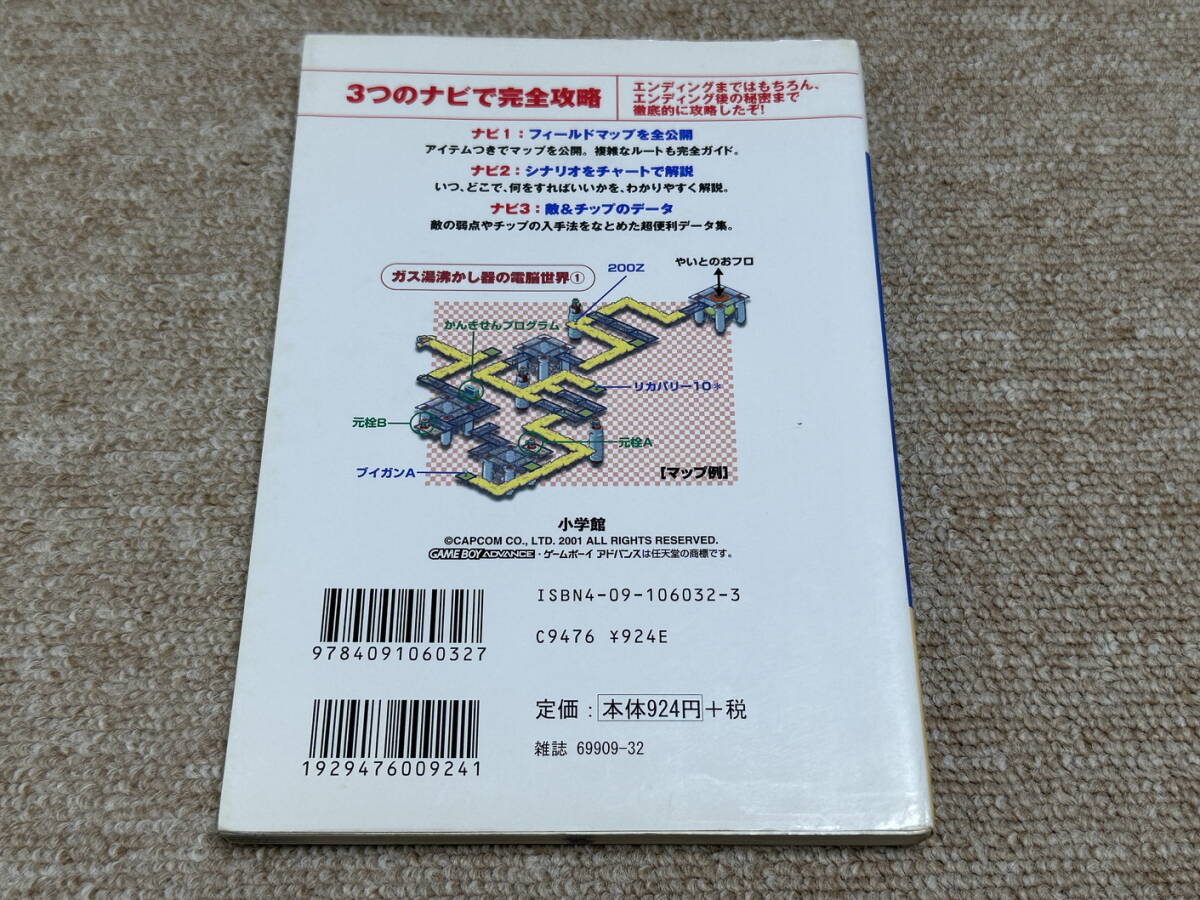 3つのナビで完全攻略
エンディングまではもちろん、
エンディング後の秘密まで
徹底的に攻略したぞ!
ナビ1:フィールドマップを全公開
アイテムつきでマップを公開。複雑なルートも完全ガイド。
ナビ2:シナリオをチャートで解説
いつ、どこで、何をすればいいかを、わかりやすく解説。
ナビ3:敵&チップのデータ
敵の弱点やチップの入手法をまとめた超便利データ集。
ガス湯沸かし器の電脳世界①
200Z
やいとのおフロ
かんきせんプログラム
リカバリー10＊
元栓B
元栓A
ブイガンA
【マップ例】
小学館
©CAPCOM CO., LTD. 2001 ALL RIGHTS RESERVED.
GAME BOY ADVANCE・ゲームボーイ アドバンスは任天堂の商標です。
ISBN4-09-106032-3
C9476 ¥924E
9784091060327
定価:本体924円+税
雑誌 69909-32
1929476009241